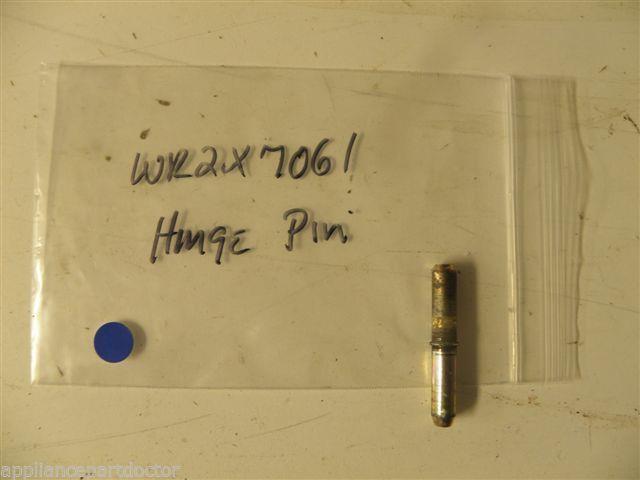 WR2X7061
Hinge Pin
appliancepartdoctor